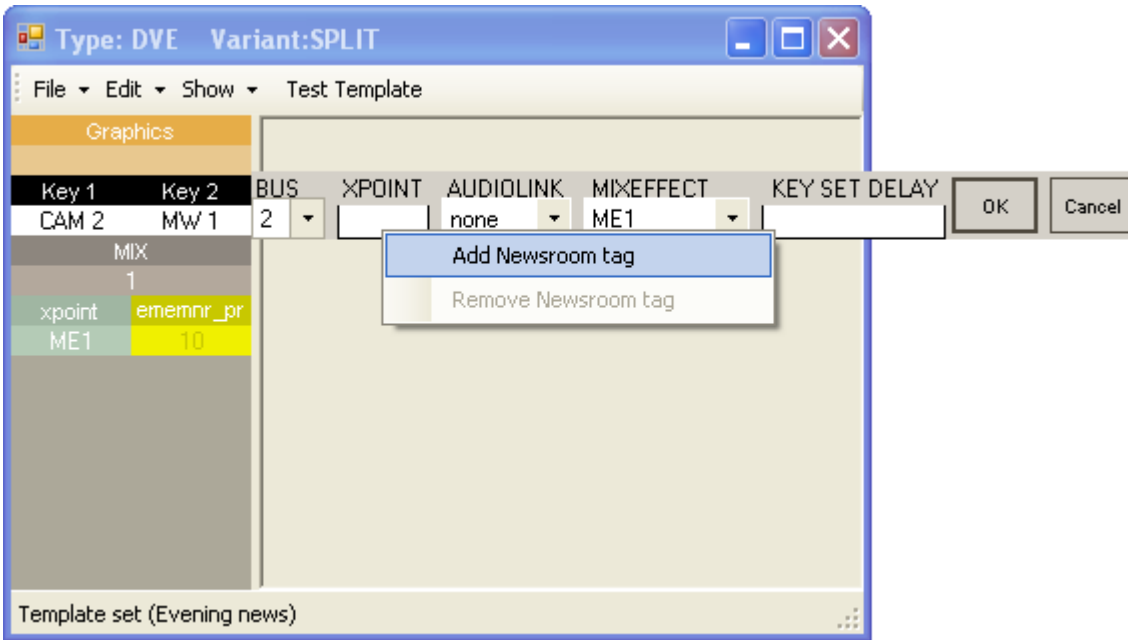 Type: DVE Variant:SPLIT
File Edit Show Test Template
Graphics
Key 1 Key 2 BUS XPOINT AUDIOLINK MIXEFFECT KEY SET DELAY OK Cancel
CAM 2 MW 1 2 none ME1
MIX
Add Newsroom tag
1
Remove Newsroom tag
xpoint ememnr_pr
ME1 10
Template set (Evening news)